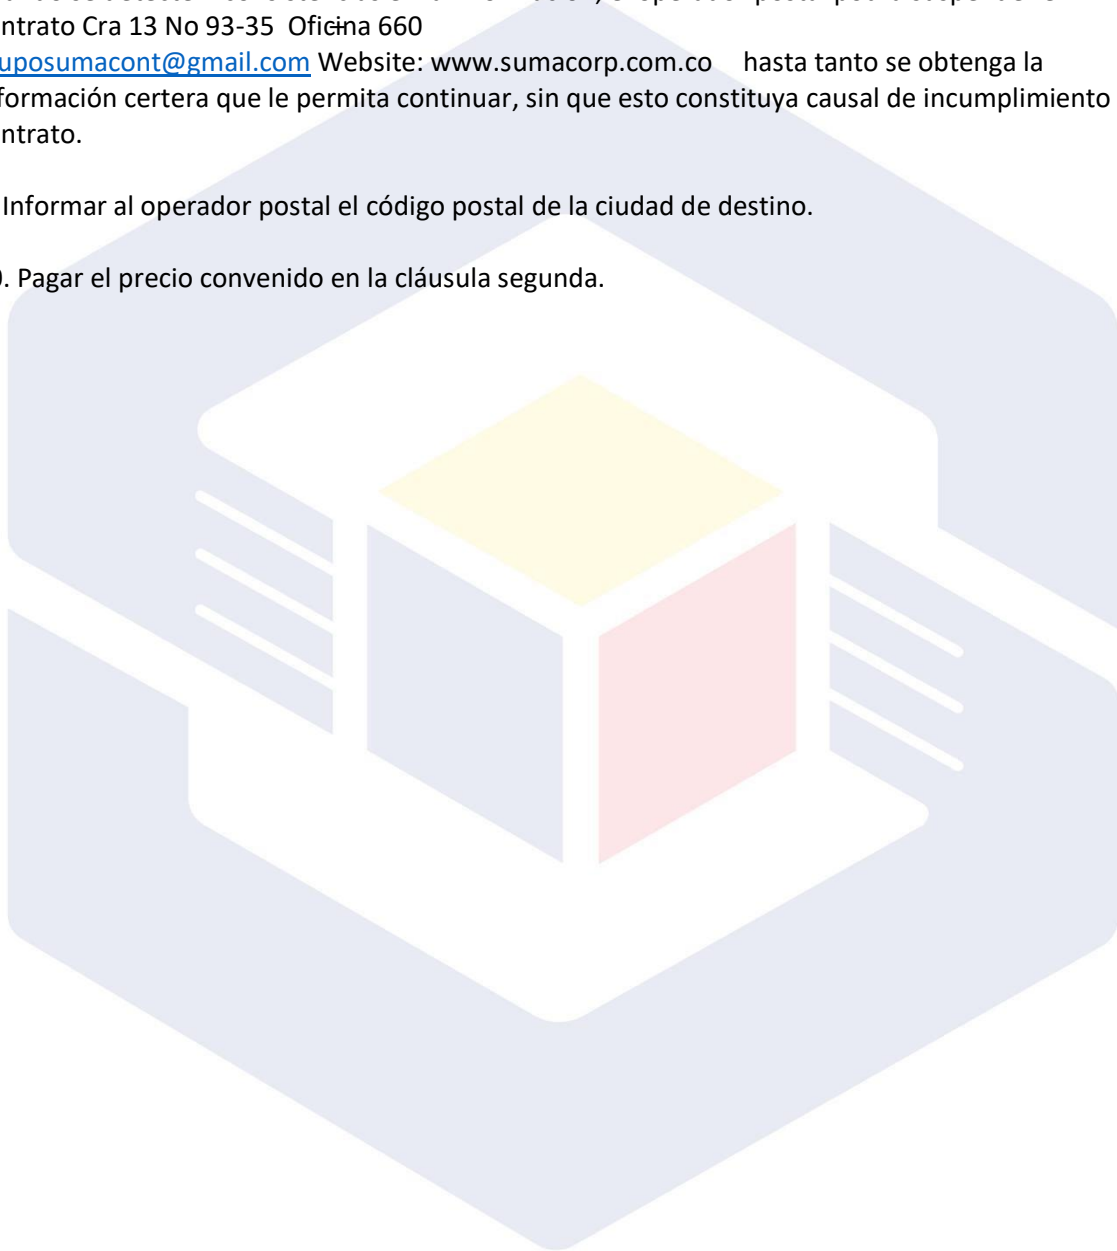 ntrato Cra 13 No 93-35 Oficina 660
uposumacont@gmail.com Website: www.sumacorp.com.co hasta tanto se obtenga la
formación certera que le permita continuar, sin que esto constituya causal de incumplimiento
ntrato.
Informar al operador postal el código postal de la ciudad de destino.
. Pagar el precio convenido en la cláusula segunda.